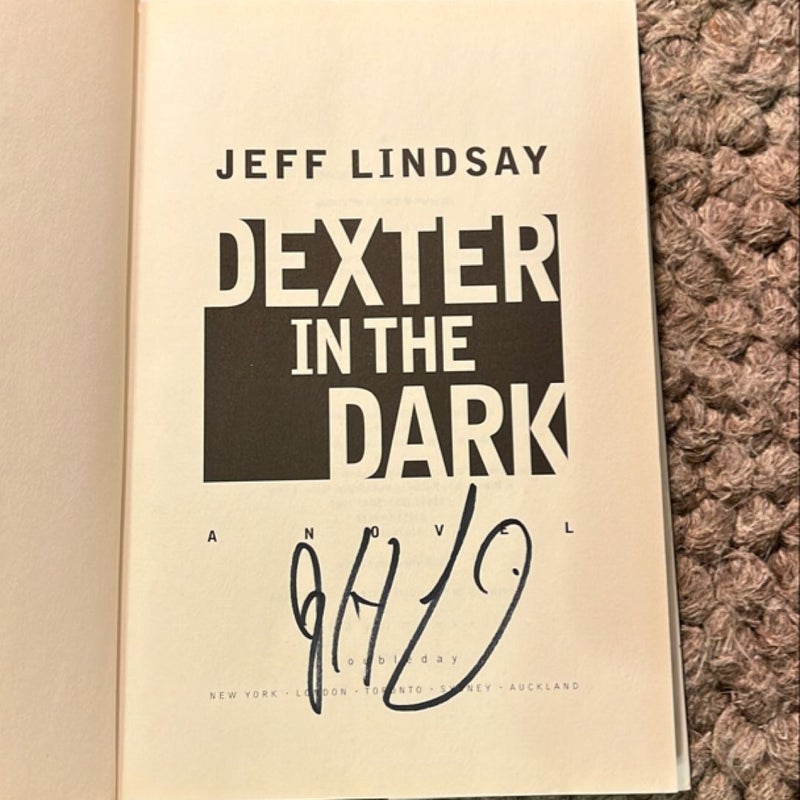 JEFF LINDSAY
DEXTER
IN THE
DARK
A NOVEL
Doubleday
NEW YORK · LONDON · TORONTO · SYDNEY · AUCKLAND